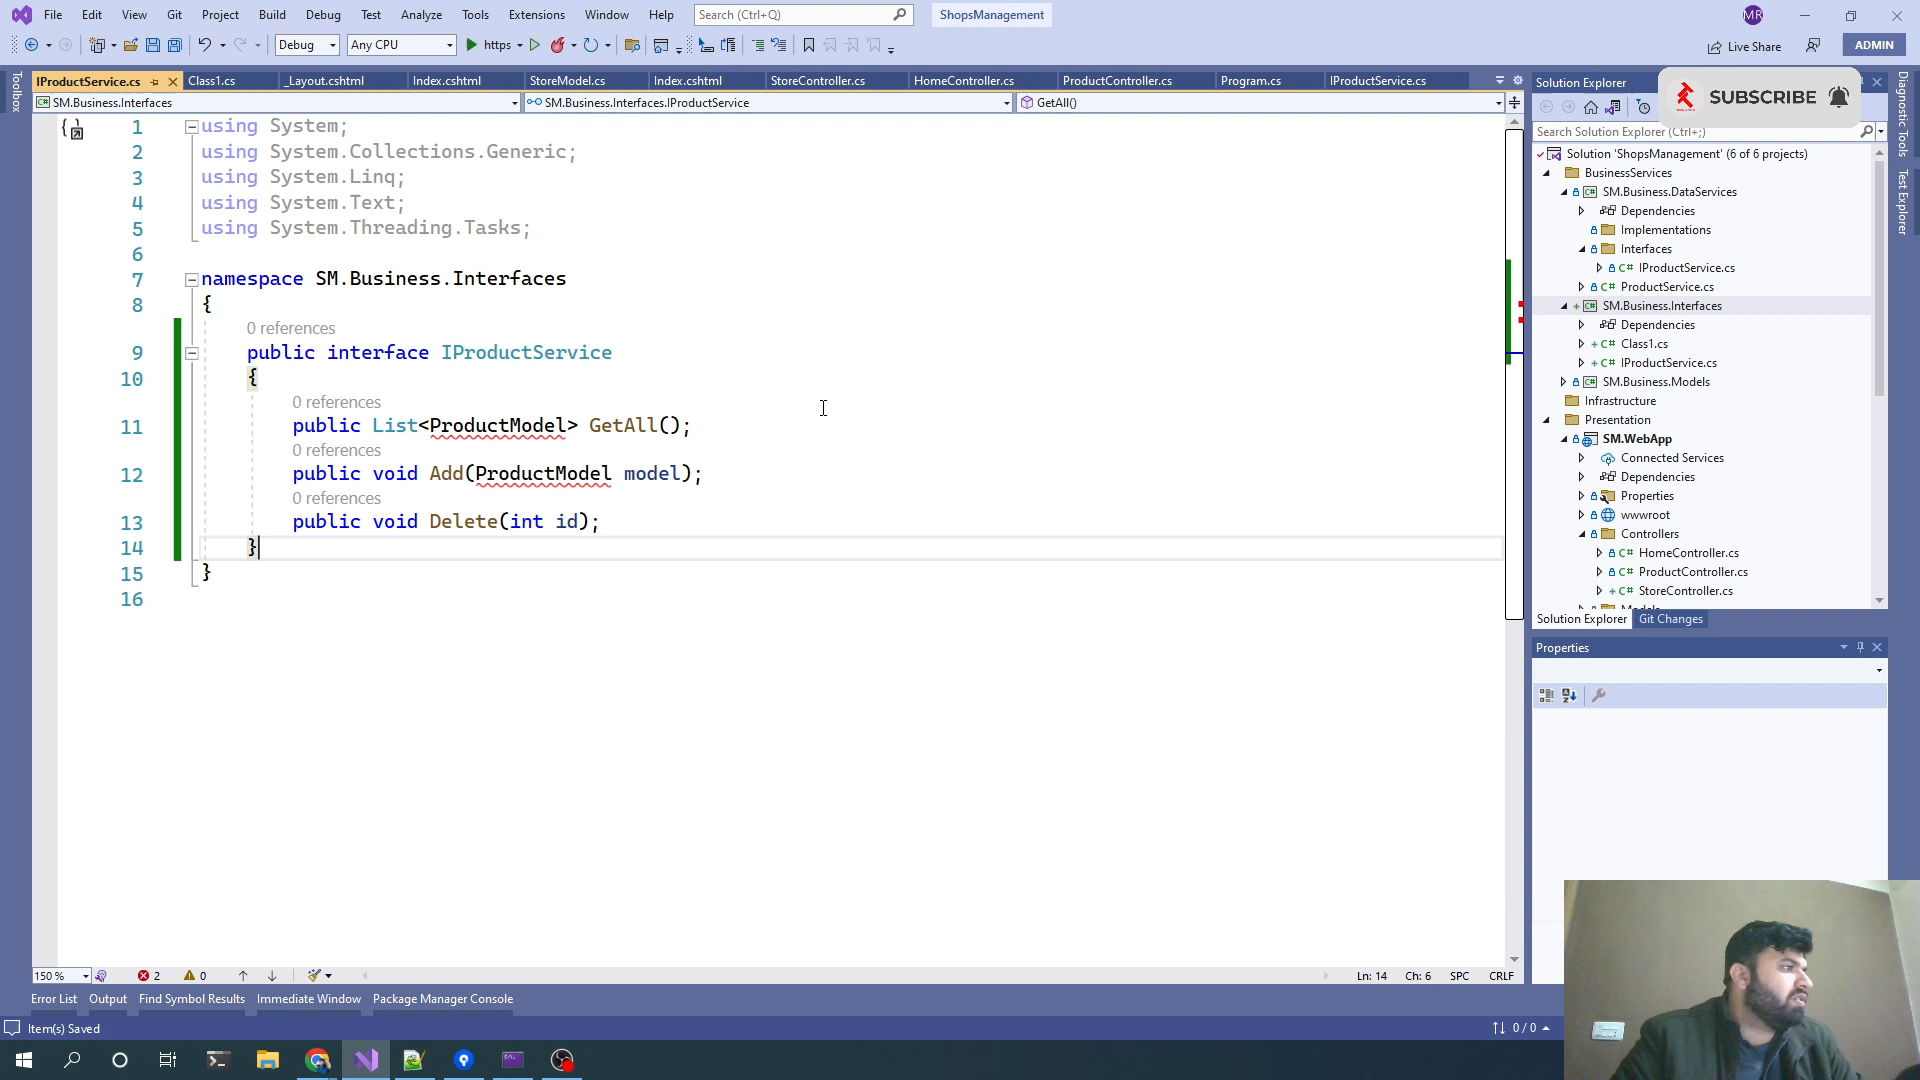 File Edit View Git Project Build Debug Test Analyze Tools Extensions Window Help Search (Ctrl+Q) ShopsManagement MR
Debug Any CPU https Live Share ADMIN
IProductService.cs Class1.cs _Layout.cshtml Index.cshtml StoreModel.cs Index.cshtml StoreController.cs HomeController.cs ProductController.cs Program.cs IProductService.cs
SM.Business.Interfaces SM.Business.Interfaces.IProductService GetAll()
Toolbox
1 using System;
2 using System.Collections.Generic;
3 using System.Linq;
4 using System.Text;
5 using System.Threading.Tasks;
6
7 namespace SM.Business.Interfaces
8 {
0 references
9 public interface IProductService
10 {
0 references
11 public List<ProductModel> GetAll();
0 references
12 public void Add(ProductModel model);
0 references
13 public void Delete(int id);
14 }
15 }
16
150 % 2 0 Ln: 14 Ch: 6 SPC CRLF
Error List Output Find Symbol Results Immediate Window Package Manager Console
Item(s) Saved 0 / 0
Solution Explorer
SUBSCRIBE
Search Solution Explorer (Ctrl+;)
Solution 'ShopsManagement' (6 of 6 projects)
BusinessServices
SM.Business.DataServices
Dependencies
Implementations
Interfaces
IProductService.cs
ProductService.cs
SM.Business.Interfaces
Dependencies
Class1.cs
IProductService.cs
SM.Business.Models
Infrastructure
Presentation
SM.WebApp
Connected Services
Dependencies
Properties
wwwroot
Controllers
HomeController.cs
ProductController.cs
StoreController.cs
Models
Solution Explorer Git Changes
Properties
Diagnostic Tools
Test Explorer